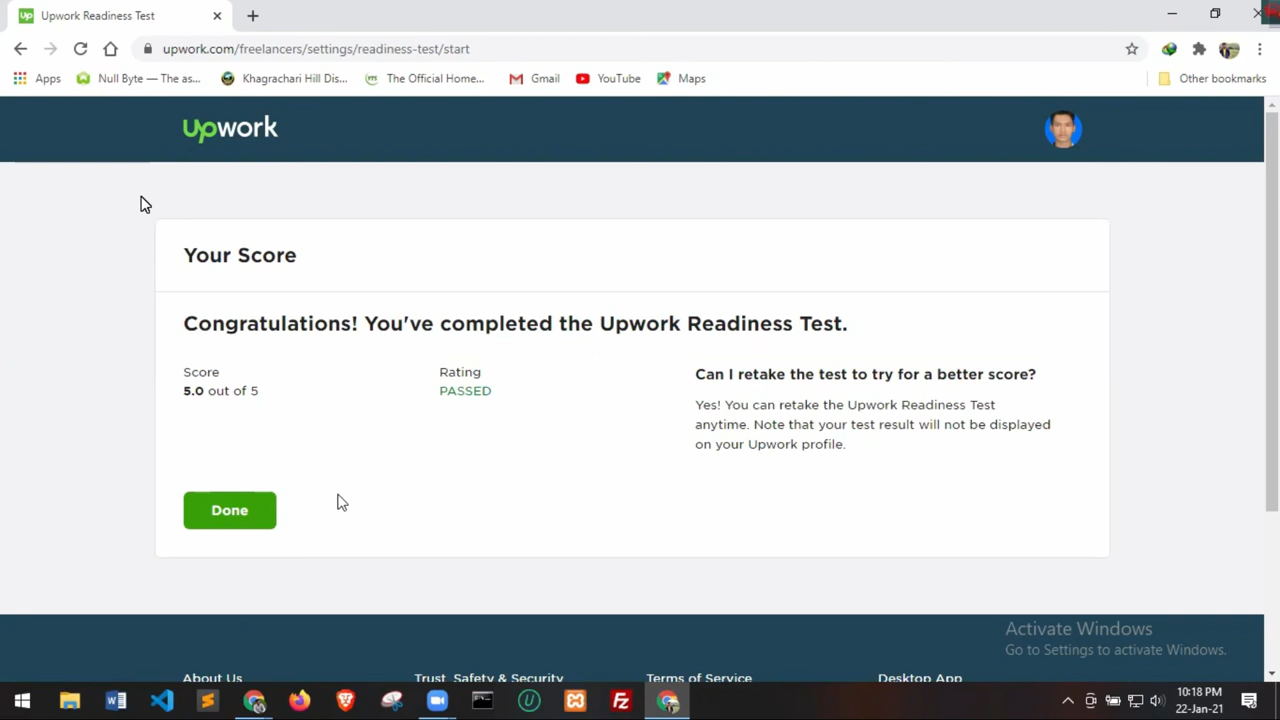 Upwork Readiness Test
upwork.com/freelancers/settings/readiness-test/start
Apps
Null Byte — The as...
Khagrachari Hill Dis...
The Official Home...
Gmail
YouTube
Maps
Other bookmarks
upwork
Your Score
Congratulations! You've completed the Upwork Readiness Test.
Score
5.0 out of 5
Rating
PASSED
Can I retake the test to try for a better score?
Yes! You can retake the Upwork Readiness Test
anytime. Note that your test result will not be displayed
on your Upwork profile.
Done
Activate Windows
Go to Settings to activate Windows.
About Us
Trust, Safety & Security
Terms of Service
Desktop App
10:18 PM
22-Jan-21